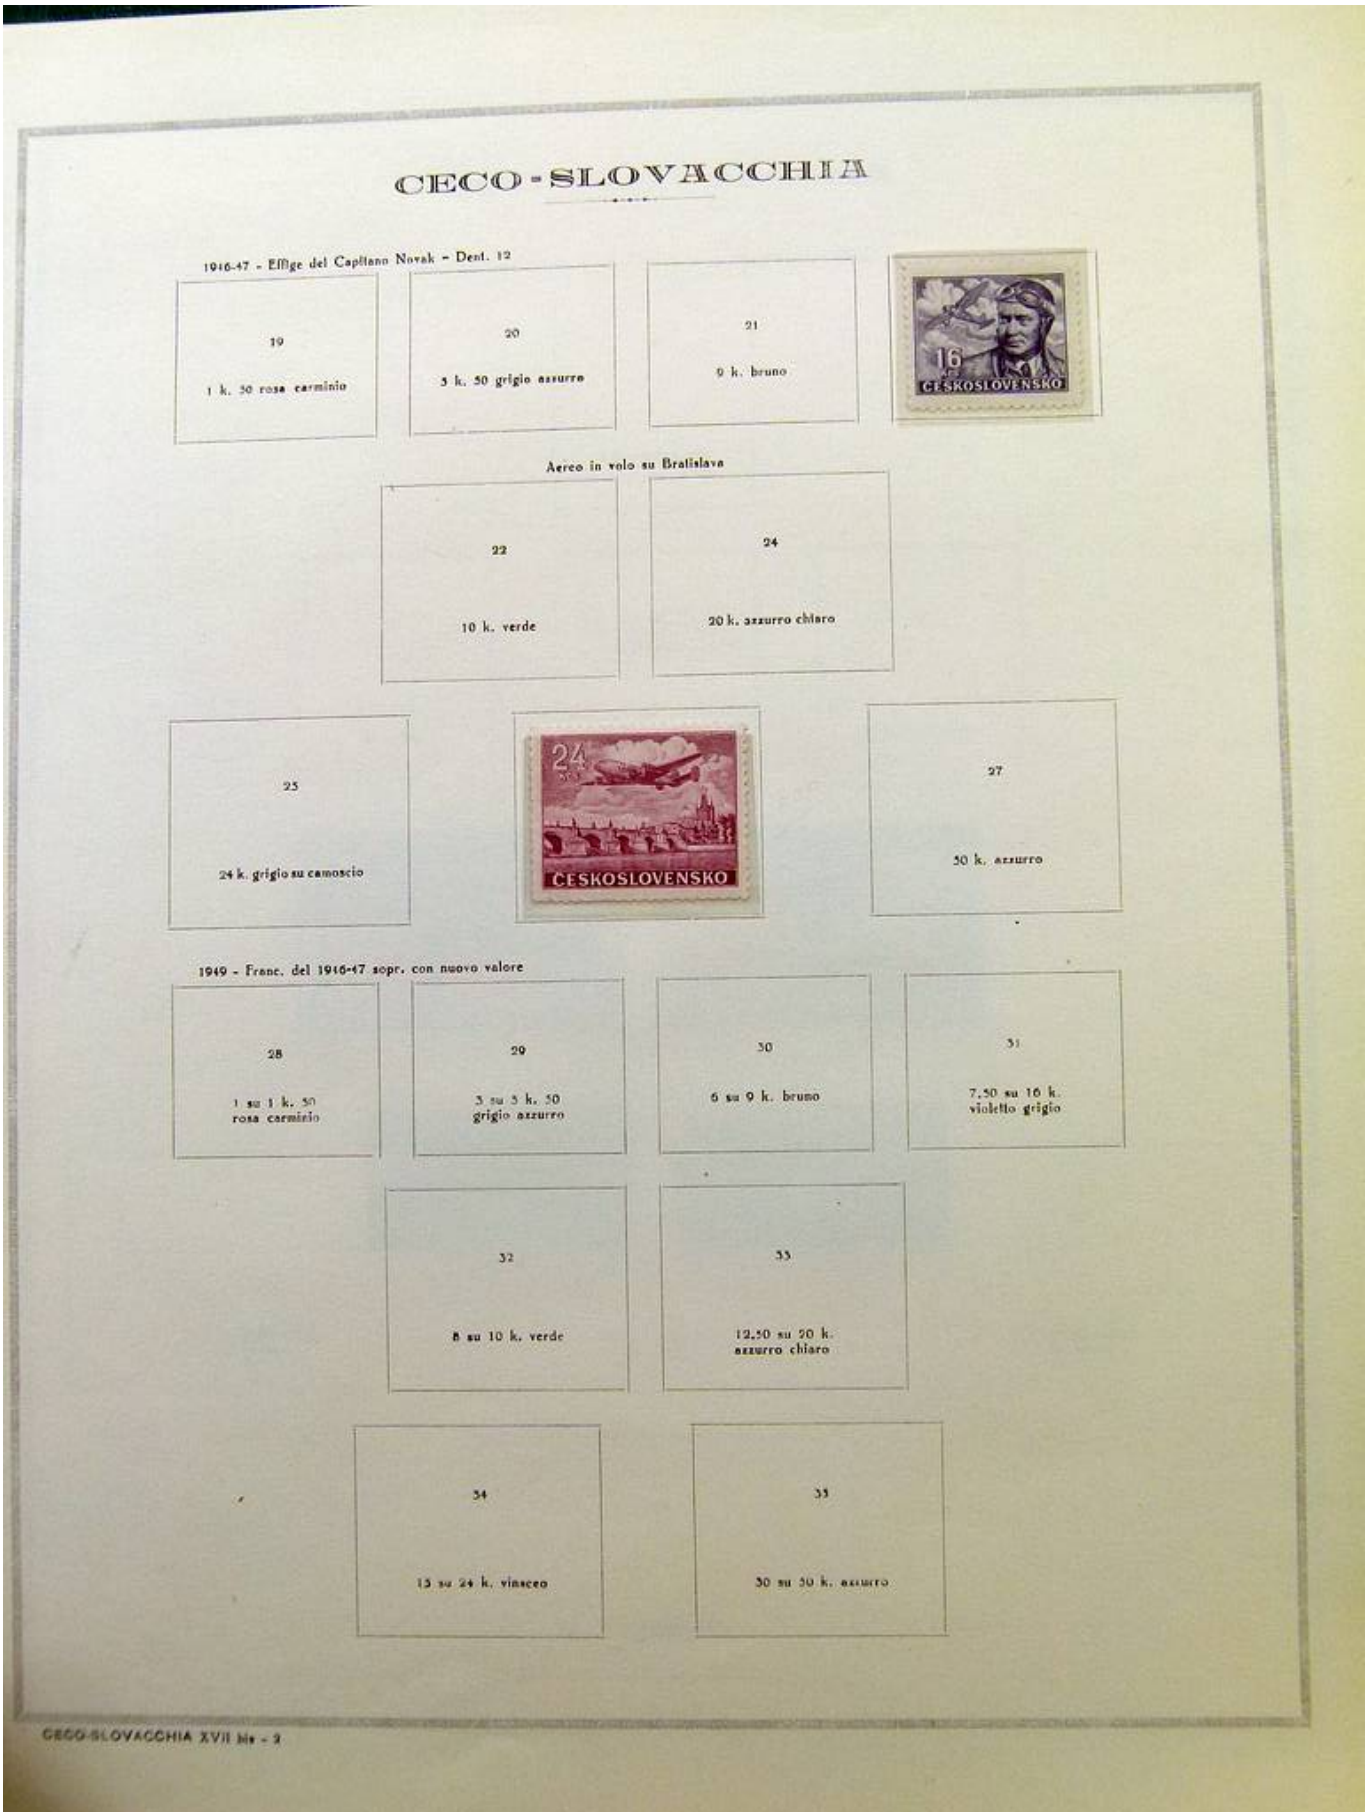 CECO-SLOVACCHIA
1946-47 - Effige del Capitano Novak - Dent. 12
19
1 k. 50 rosa carminio
20
5 k. 50 grigio azzurro
21
9 k. bruno
16
KČS
ČESKOSLOVENSKO
Aereo in volo su Bratislava
22
10 k. verde
24
20 k. azzurro chiaro
25
24 k. grigio su camoscio
24
KČS
ČESKOSLOVENSKO
27
50 k. azzurro
1949 - Franc. del 1946-47 sopr. con nuovo valore
28
1 su 1 k. 50
rosa carminio
29
3 su 5 k. 50
grigio azzurro
30
6 su 9 k. bruno
31
7,50 su 16 k.
violetto grigio
32
8 su 10 k. verde
33
12,50 su 20 k.
azzurro chiaro
34
15 su 24 k. vinaceo
35
30 su 50 k. azzurro
CECO-SLOVACCHIA XVII bis - 2